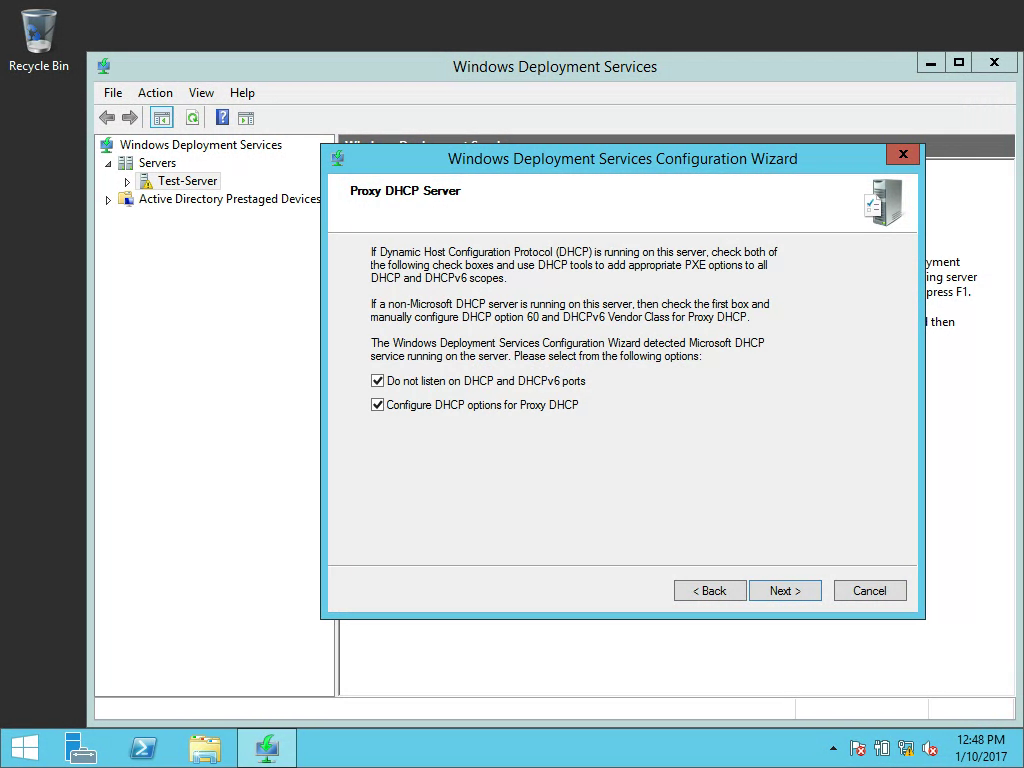 Recycle Bin
Windows Deployment Services
File Action View Help
Windows Deployment Services
Servers
Test-Server
Active Directory Prestaged Devices
Windows Deployment Services Configuration Wizard
Proxy DHCP Server
If Dynamic Host Configuration Protocol (DHCP) is running on this server, check both of
the following check boxes and use DHCP tools to add appropriate PXE options to all
DHCP and DHCPv6 scopes.
If a non-Microsoft DHCP server is running on this server, then check the first box and
manually configure DHCP option 60 and DHCPv6 Vendor Class for Proxy DHCP.
The Windows Deployment Services Configuration Wizard detected Microsoft DHCP
service running on the server. Please select from the following options:
Do not listen on DHCP and DHCPv6 ports
Configure DHCP options for Proxy DHCP
yment
ing server
press F1.
then
< Back Next > Cancel
12:48 PM
1/10/2017